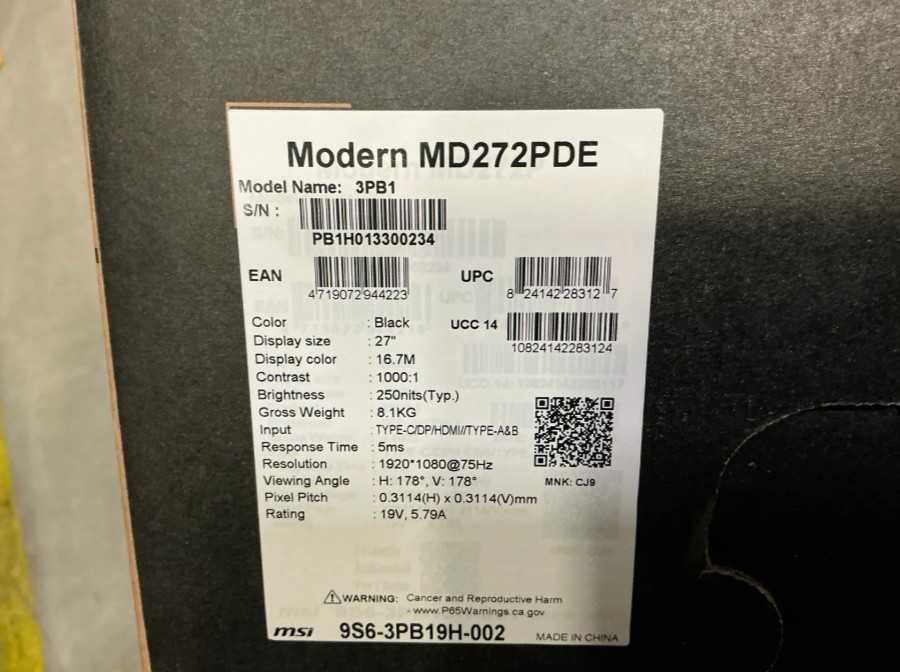 Modern MD272PDE
Model Name: 3PB1
S/N :
PB1H013300234
EAN
4719072944223
UPC
8 24142 28312 7
Color : Black
UCC 14
10824142283124
Display size : 27"
Display color : 16.7M
Contrast : 1000:1
Brightness : 250nits(Typ.)
Gross Weight : 8.1KG
Input : TYPE-C/DP/HDMI//TYPE-A&B
Response Time : 5ms
Resolution : 1920*1080@75Hz
Viewing Angle : H: 178°, V: 178°
MNK: CJ9
Pixel Pitch : 0.3114(H) x 0.3114(V)mm
Rating : 19V, 5.79A
WARNING: Cancer and Reproductive Harm
- www.P65Warnings.ca.gov
msi 9S6-3PB19H-002 MADE IN CHINA